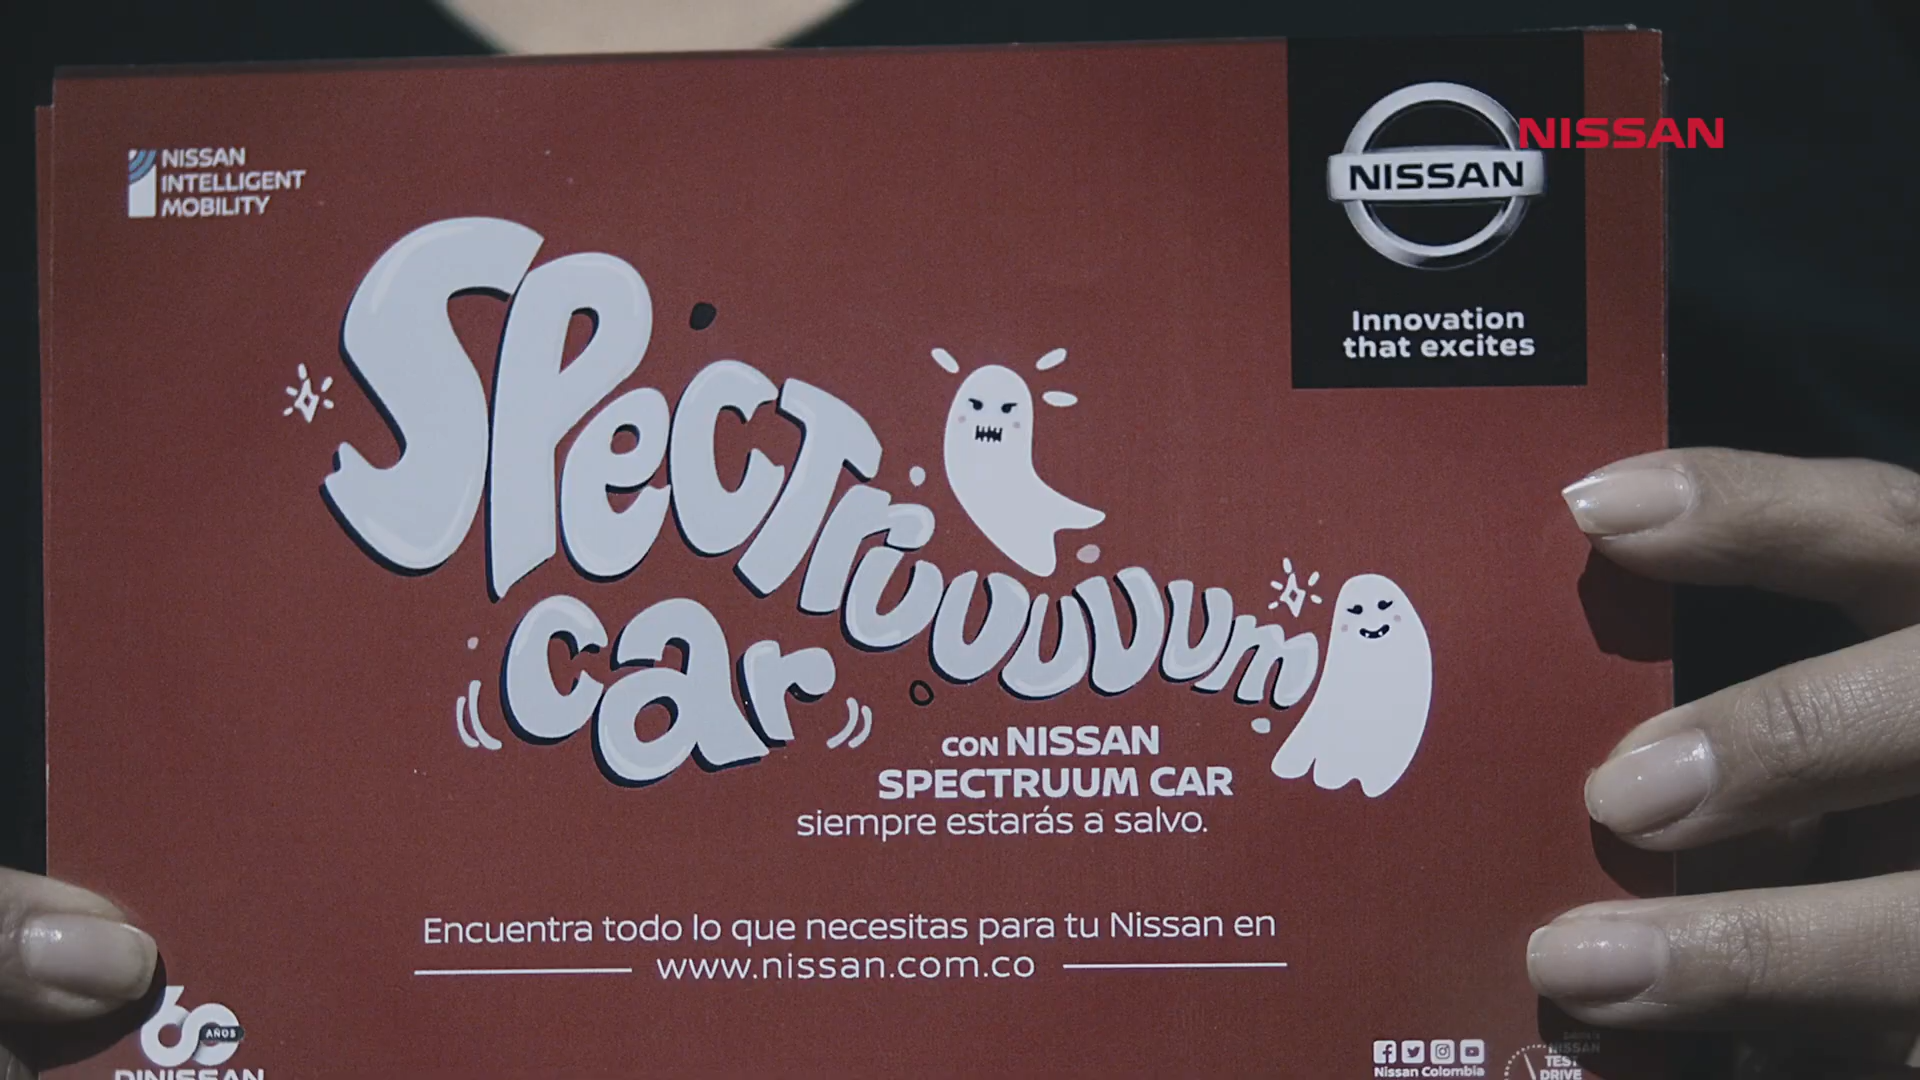 NISSAN
INTELLIGENT
MOBILITY
NISSAN
NISSAN
Innovation
that excites
Spectruuuuum
car
CON NISSAN
SPECTRUUM CAR
siempre estarás a salvo.
Encuentra todo lo que necesitas para tu Nissan en
www.nissan.com.co
60
AÑOS
DINISSAN
Nissan Colombia
NISSAN
TEST
DRIVE